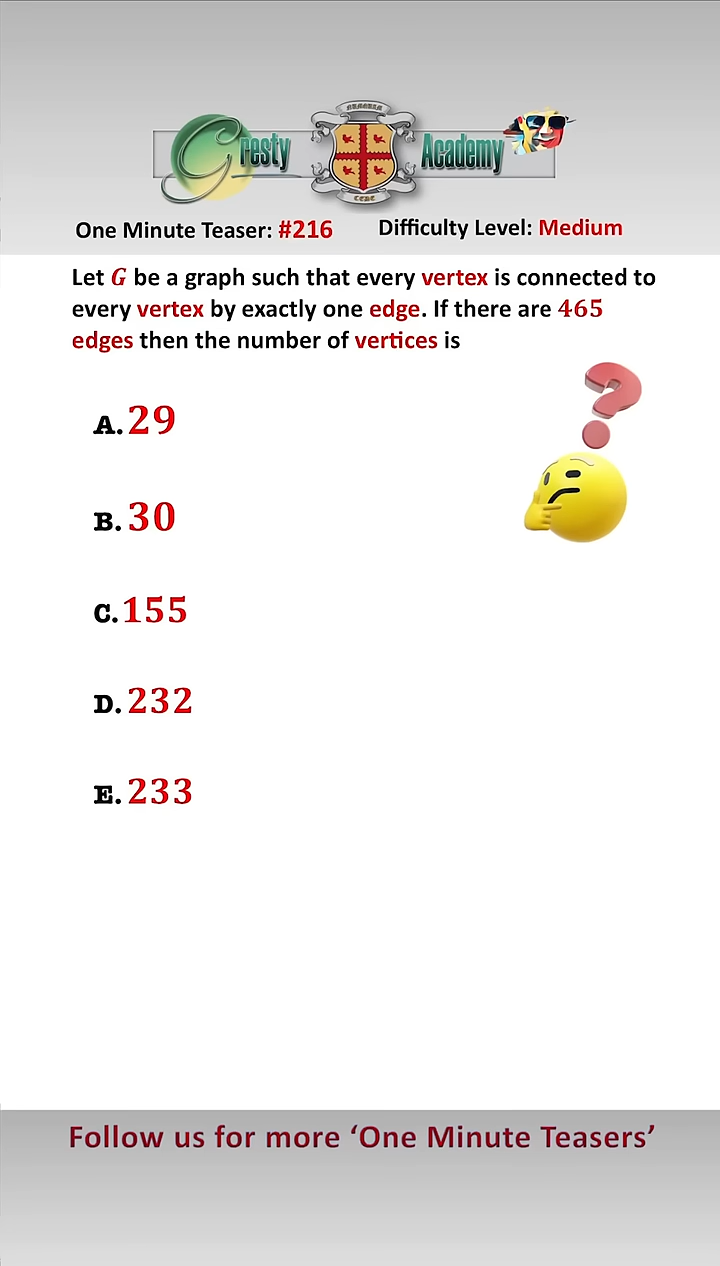 Gresty Academy
One Minute Teaser: #216 Difficulty Level: Medium
Let G be a graph such that every vertex is connected to
every vertex by exactly one edge. If there are 465
edges then the number of vertices is
A. 29
B. 30
C. 155
D. 232
E. 233
Follow us for more ‘One Minute Teasers’